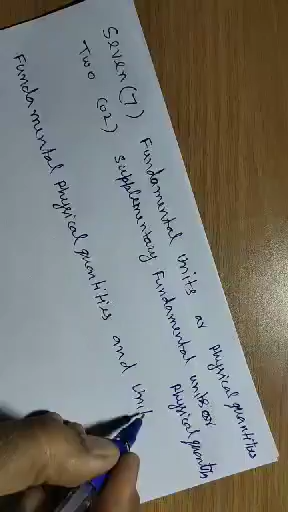 Seven (7) Fundamental units or physical quantities
Two (02) supplementary Fundamental units or
physical quantity
Fundamental physical quantities and unit